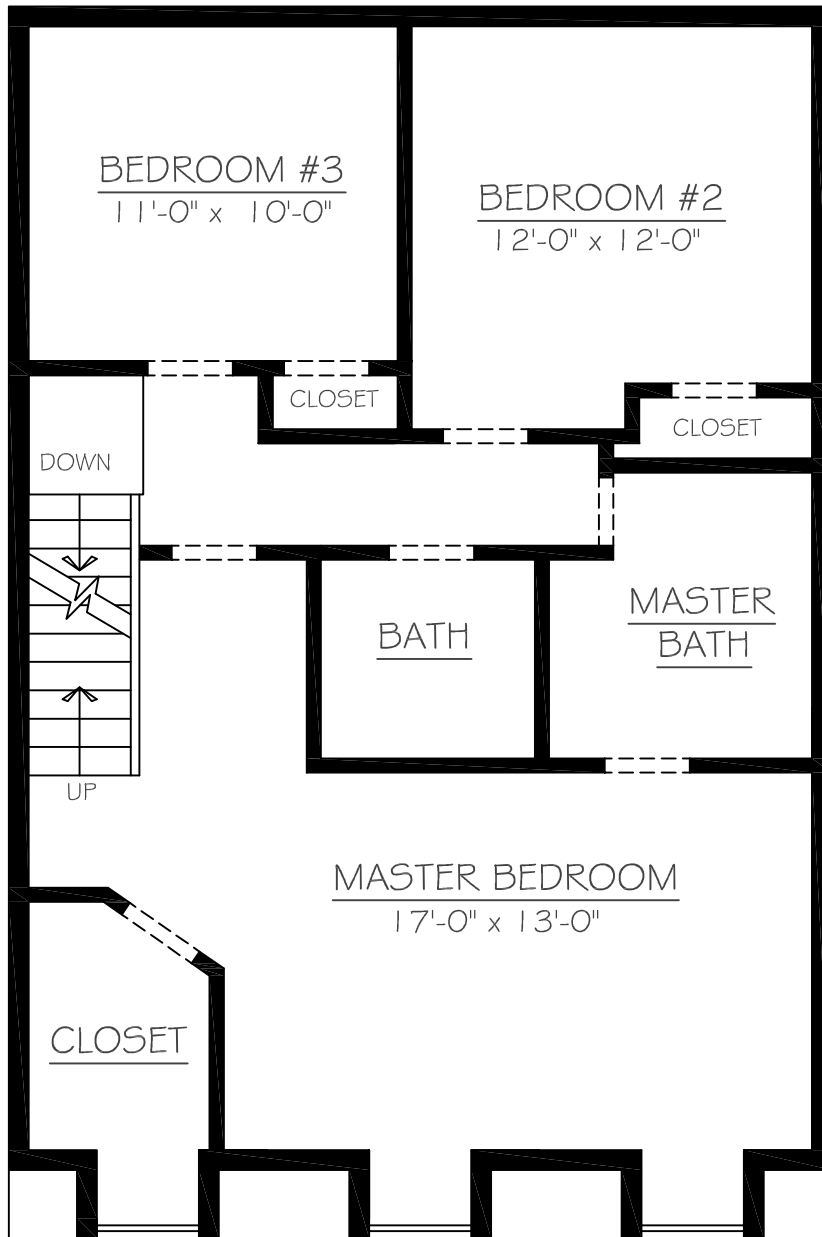 BEDROOM #3
11'-0" x 10'-0"
BEDROOM #2
12'-0" x 12'-0"
CLOSET
CLOSET
DOWN
BATH
MASTER
BATH
UP
MASTER BEDROOM
17'-0" x 13'-0"
CLOSET